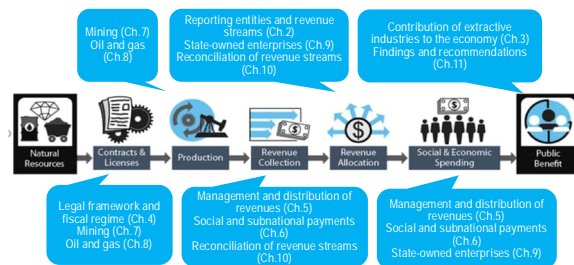 Mining (Ch.7)
Oil and gas
(Ch.8)
Reporting entities and revenue
streams (Ch.2)
State-owned enterprises (Ch.9)
Reconciliation of revenue streams
(Ch.10)
Contribution of extractive
industries to the economy (Ch.3)
Findings and recommendations
(Ch.11)
Natural
Resources
Contracts &
Licenses
Production
Revenue
Collection
Revenue
Allocation
Social & Economic
Spending
Public
Benefit
Legal framework and
fiscal regime (Ch.4)
Mining (Ch.7)
Oil and gas (Ch.8)
Management and distribution of
revenues (Ch.5)
Social and subnational payments
(Ch.6)
Reconciliation of revenue streams
(Ch.10)
Management and distribution of
revenues (Ch.5)
Social and subnational payments
(Ch.6)
State-owned enterprises (Ch.9)